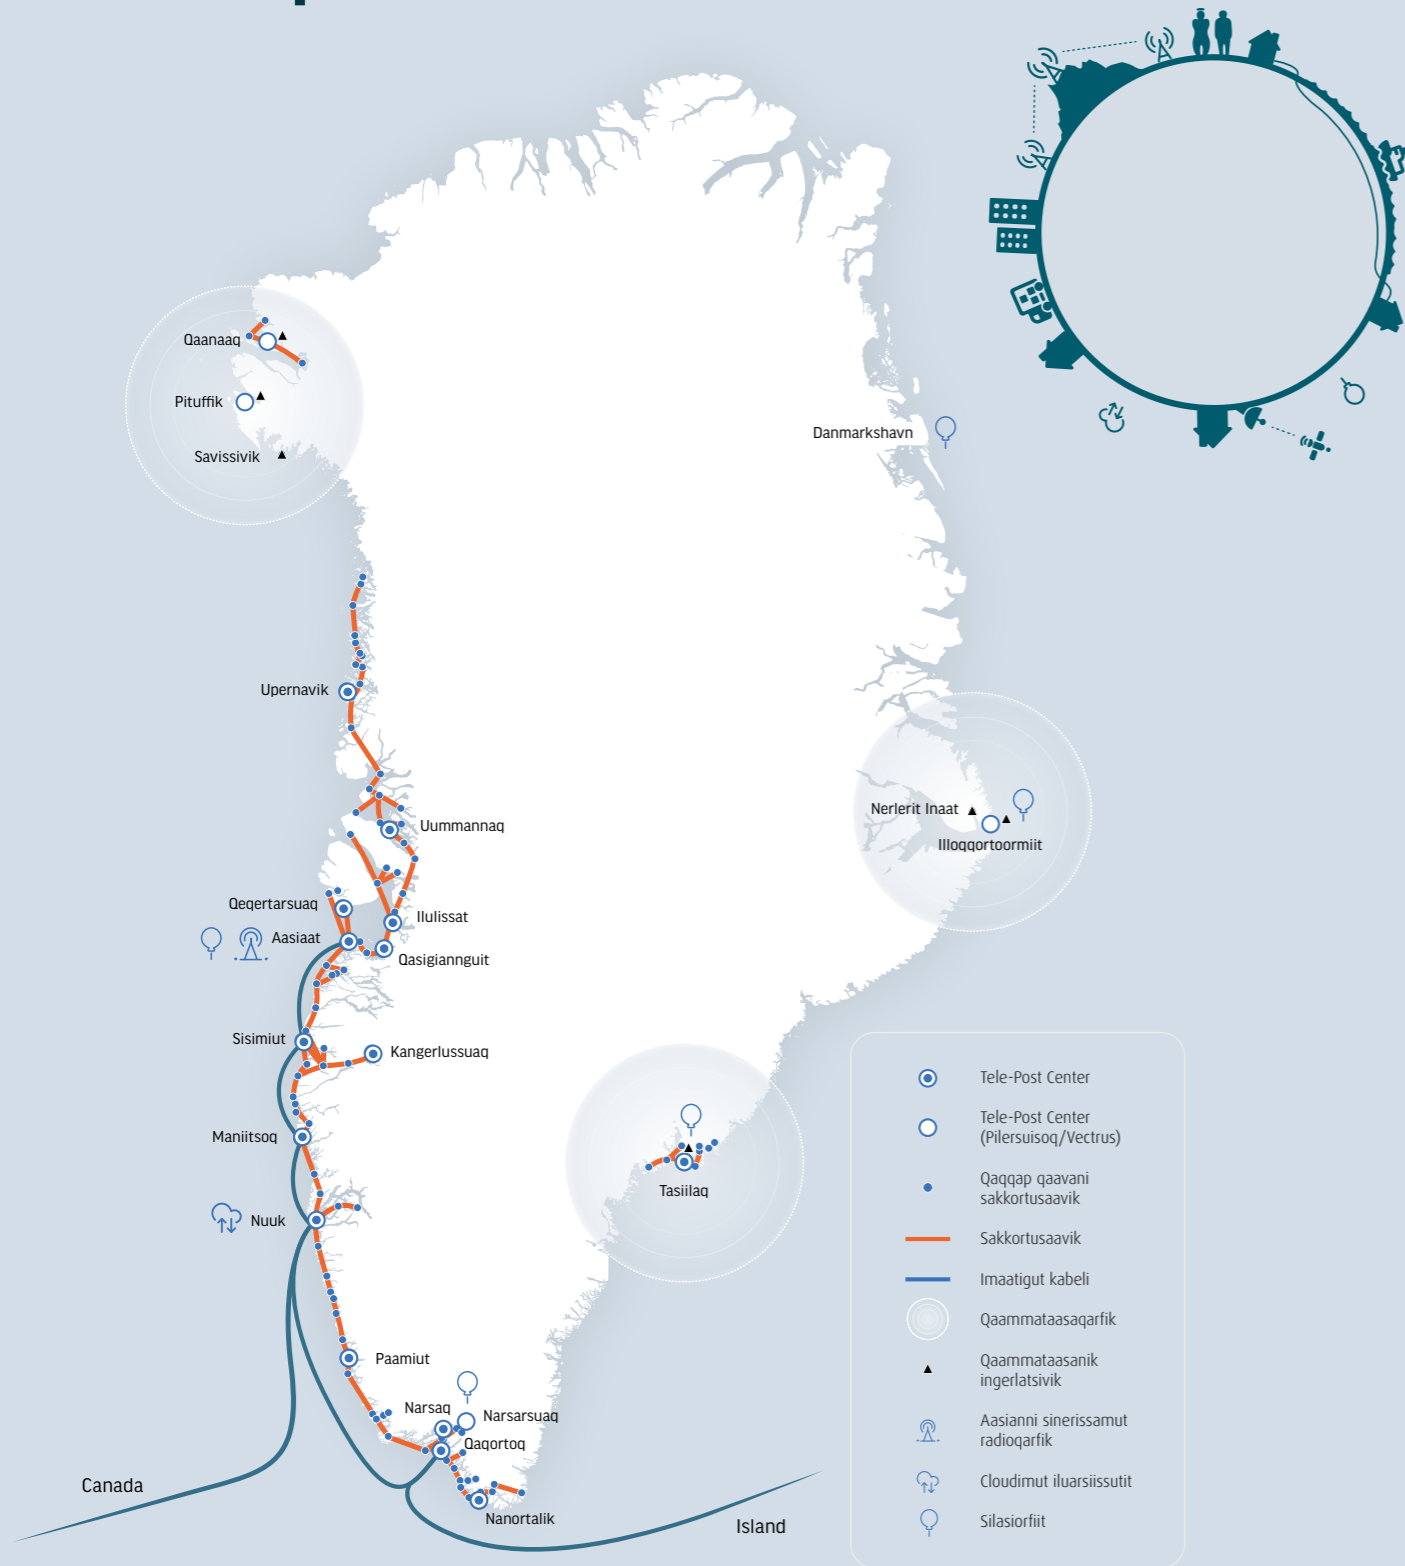 Qaanaaq
Pituffik
Savissivik
Danmarkshavn
Upernavik
Nerlerit Inaat
Illoqqortoormiit
Uummannaq
Qeqertarsuaq
Ilulissat
Aasiaat
Qasigiannguit
Sisimiut
Kangerlussuaq
Maniitsoq
Tasiilaq
Nuuk
Paamiut
Narsaq
Narsarsuaq
Qaqortoq
Canada
Nanortalik
Island
Tele-Post Center
Tele-Post Center
(Pilersuisoq/Vectrus)
Qaqqap qaavani
sakkortusaavik
Sakkortusaavik
Imaatigut kabeli
Qaammataasaqarfik
Qaammataasanik
ingerlatsivik
Aasianni sinerissamut
radioqarfik
Cloudimut iluarsiissutit
Silasiorfiit